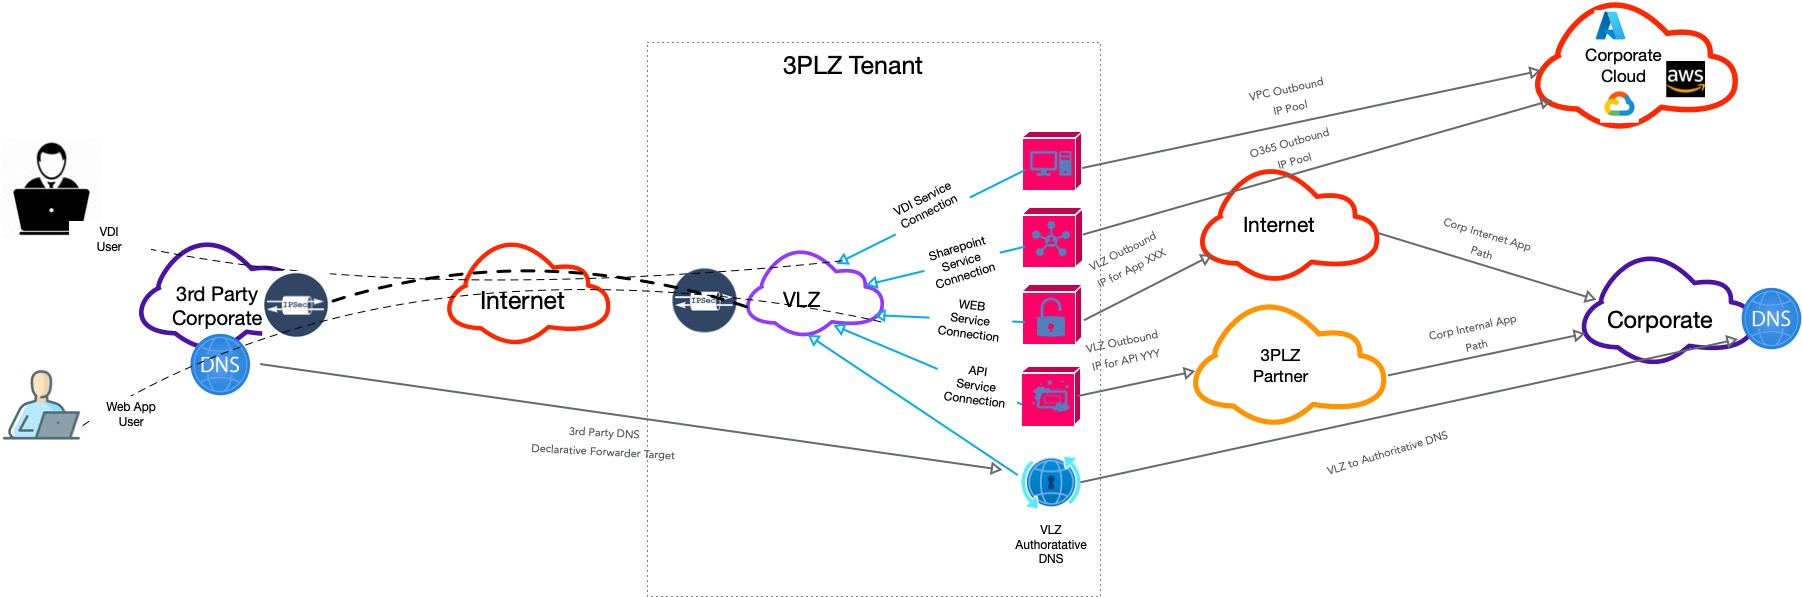 3PLZ Tenant
Corporate
Cloud
aws
VPC Outbound
IP Pool
O365 Outbound
IP Pool
VDI
User
VDI Service
Connection
Sharepoint
Service
Connection
WEB
Service
Connection
API
Service
Connection
VLZ Outbound
IP for App XXX
VLZ Outbound
IP for API YYY
Internet
Corp Internet App
Path
3rd Party
Corporate
IPSec
Internet
IPSec
VLZ
Corporate
DNS
3PLZ
Partner
Corp Internal App
Path
DNS
Web App
User
3rd Party DNS
Declarative Forwarder Target
VLZ to Authoritative DNS
VLZ
Authoratative
DNS